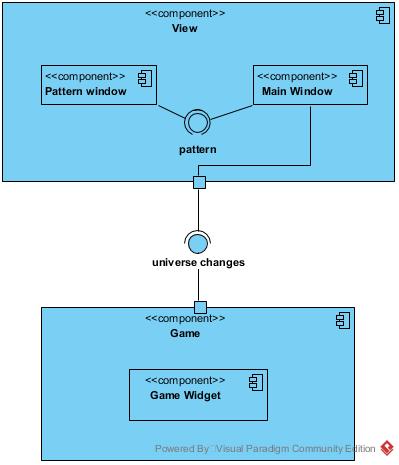 <<component>>
View
<<component>>
Pattern window
<<component>>
Main Window
pattern
universe changes
<<component>>
Game
<<component>>
Game Widget
Powered By Visual Paradigm Community Edition